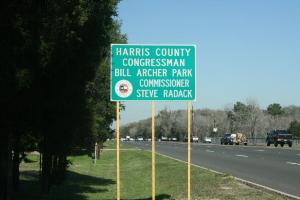 HARRIS COUNTY
CONGRESSMAN
BILL ARCHER PARK
COMMISSIONER
STEVE RADACK